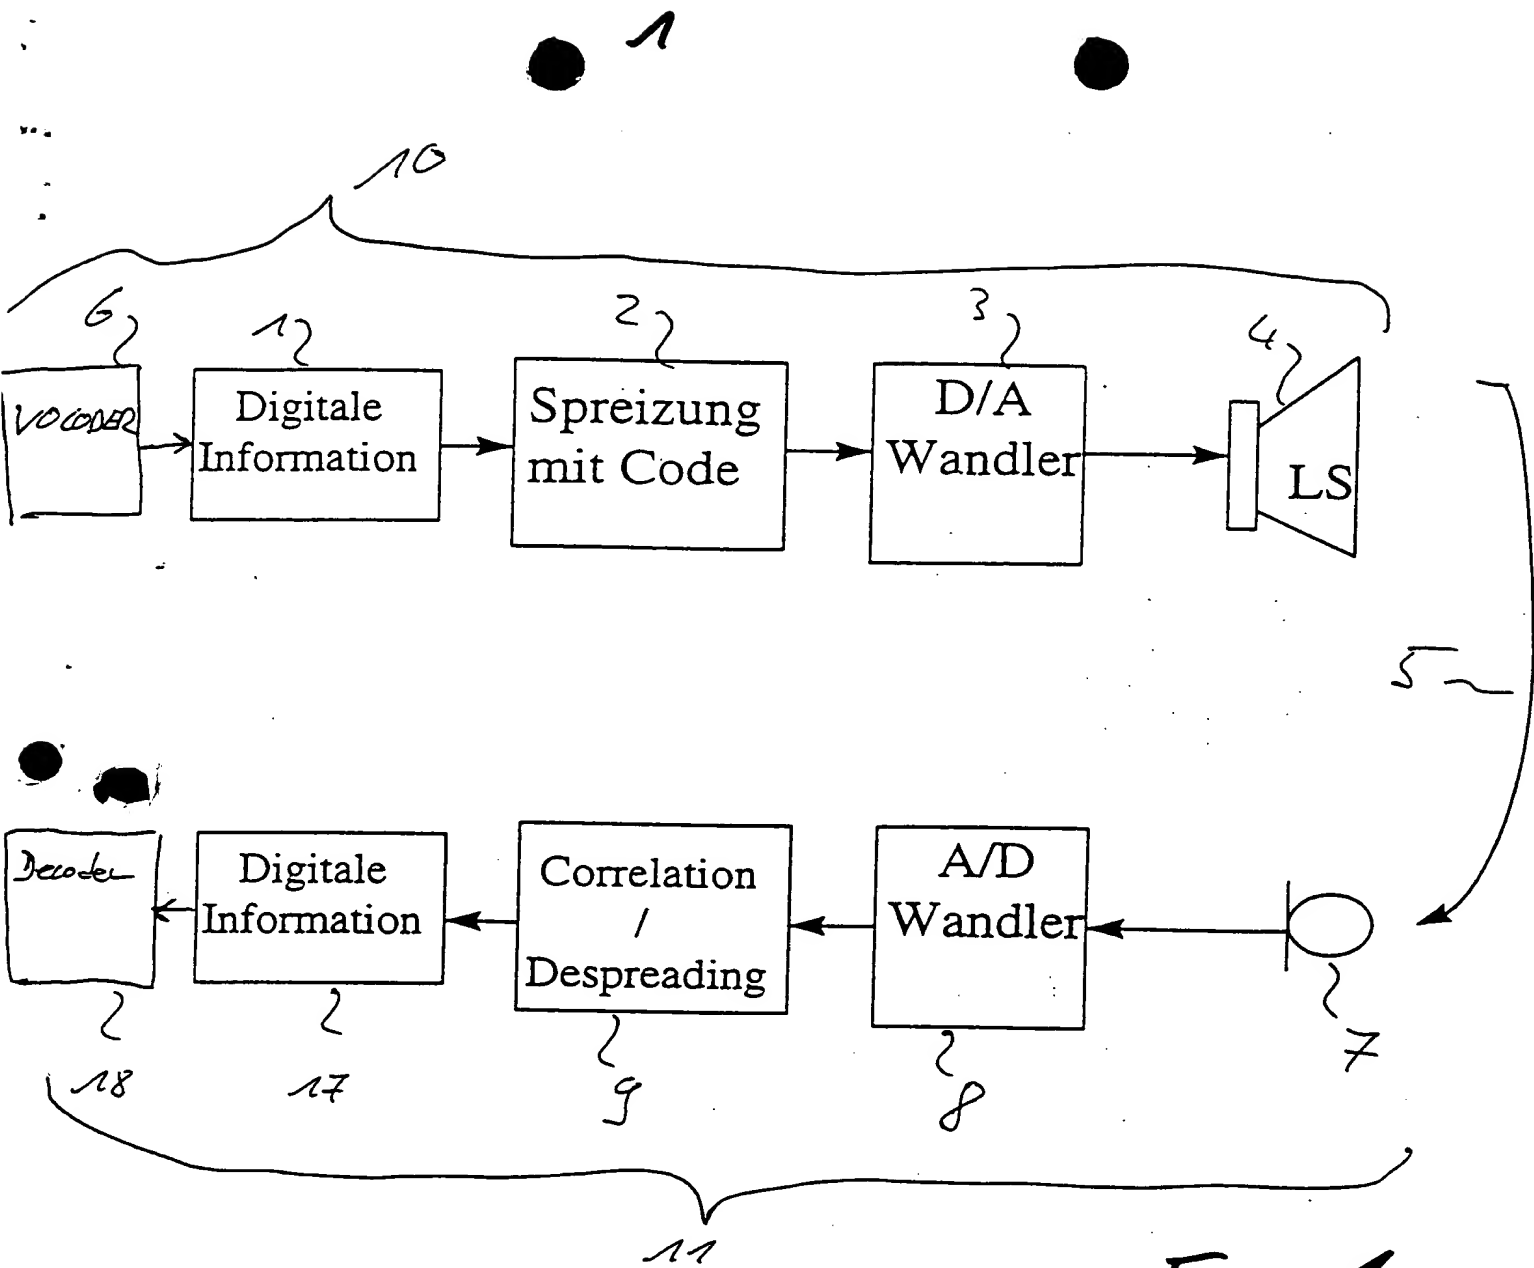 1
10
6
1
2
3
4
VOCODER
Digitale
Information
Spreizung
mit Code
D/A
Wandler
LS
5
Decoder
Digitale
Information
Correlation
/
Despreading
A/D
Wandler
18
17
9
8
7
11